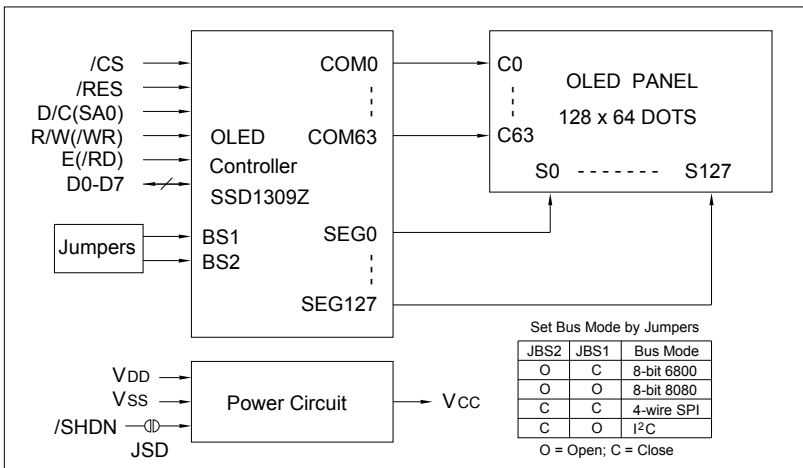 /CS
/RES
D/C(SA0)
R/W(/WR)
E(/RD)
D0-D7
Jumpers
OLED
Controller
SSD1309Z
BS1
BS2
COM0
COM63
SEG0
SEG127
C0
C63
OLED PANEL
128 x 64 DOTS
S0 ------- S127
VDD
VSS
/SHDN
JSD
Power Circuit
VCC
Set Bus Mode by Jumpers
JBS2 JBS1 Bus Mode
O C 8-bit 6800
O O 8-bit 8080
C C 4-wire SPI
C O I²C
O = Open; C = Close